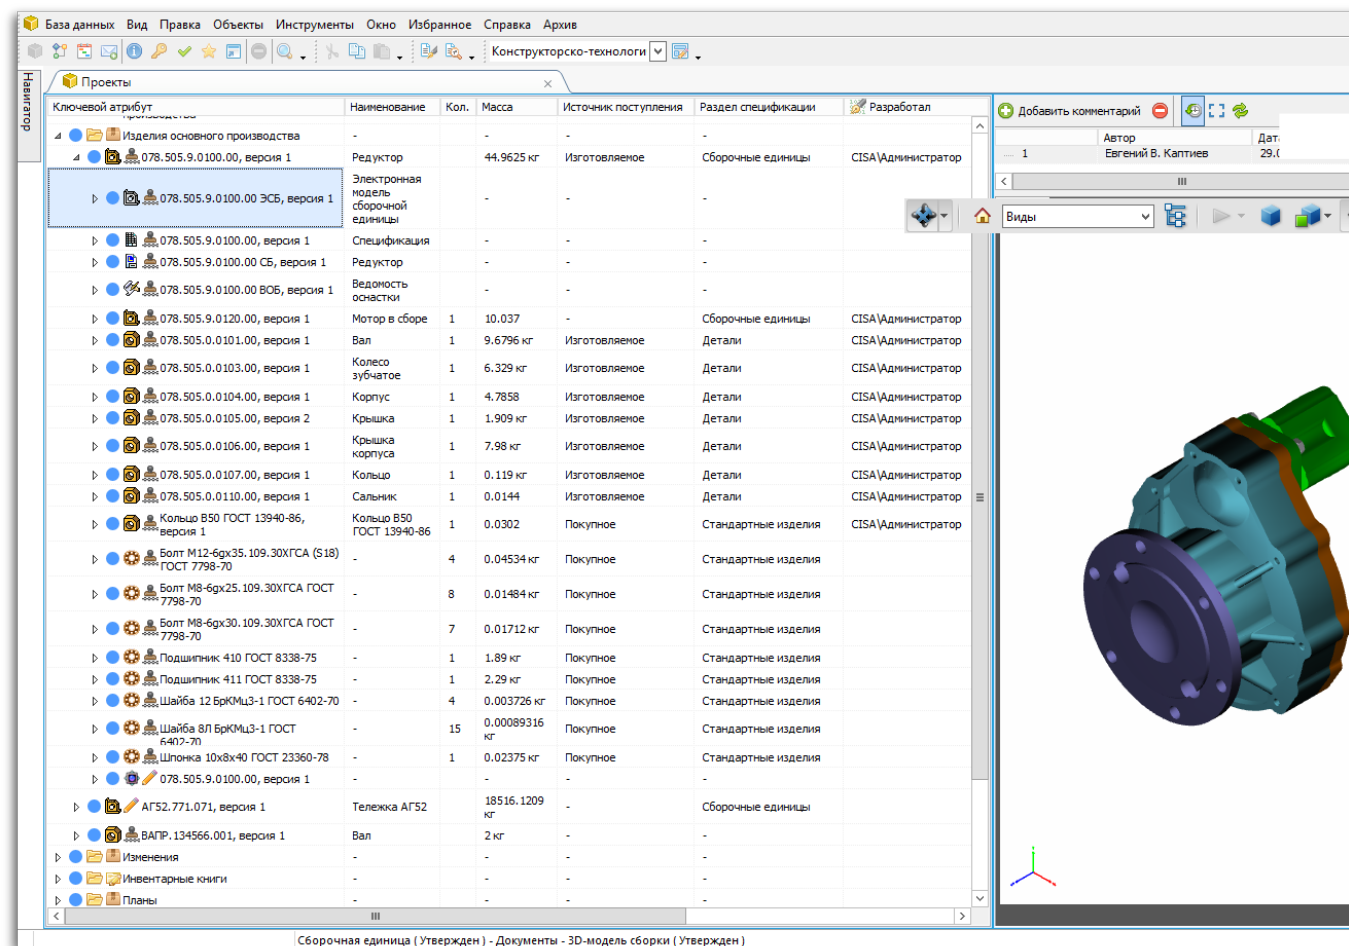 База данных Вид Правка Объекты Инструменты Окно Избранное Справка Архив
Конструкторско-технологи
Навигатор
Проекты
Ключевой атрибут Наименование Кол. Масса Источник поступления Раздел спецификации Разработал
производства
Изделия основного производства - - - -
078.505.9.0100.00, версия 1 Редуктор 44.9625 кг Изготовляемое Сборочные единицы CISA\Администратор
078.505.9.0100.00 ЭСБ, версия 1 Электронная модель сборочной единицы - - -
078.505.9.0100.00, версия 1 Спецификация - - -
078.505.9.0100.00 СБ, версия 1 Редуктор - - -
078.505.9.0100.00 ВОБ, версия 1 Ведомость оснастки - - -
078.505.9.0120.00, версия 1 Мотор в сборе 1 10.037 - Сборочные единицы CISA\Администратор
078.505.9.0101.00, версия 1 Вал 1 9.6796 кг Изготовляемое Детали CISA\Администратор
078.505.0.0103.00, версия 1 Колесо зубчатое 1 6.329 кг Изготовляемое Детали CISA\Администратор
078.505.0.0104.00, версия 1 Корпус 1 4.7858 Изготовляемое Детали CISA\Администратор
078.505.0.0105.00, версия 2 Крышка 1 1.909 кг Изготовляемое Детали CISA\Администратор
078.505.0.0106.00, версия 1 Крышка корпуса 1 7.98 кг Изготовляемое Детали CISA\Администратор
078.505.0.0107.00, версия 1 Кольцо 1 0.119 кг Изготовляемое Детали CISA\Администратор
078.505.0.0110.00, версия 1 Сальник 1 0.0144 Изготовляемое Детали CISA\Администратор
Кольцо В50 ГОСТ 13940-86, версия 1 Кольцо В50 ГОСТ 13940-86 1 0.0302 Покупное Стандартные изделия CISA\Администратор
Болт М12-6gх35.109.30ХГСА (S18) ГОСТ 7798-70 - 4 0.04534 кг Покупное Стандартные изделия
Болт М8-6gх25.109.30ХГСА ГОСТ 7798-70 - 8 0.01484 кг Покупное Стандартные изделия
Болт М8-6gх30.109.30ХГСА ГОСТ 7798-70 - 7 0.01712 кг Покупное Стандартные изделия
Подшипник 410 ГОСТ 8338-75 - 1 1.89 кг Покупное Стандартные изделия
Подшипник 411 ГОСТ 8338-75 - 1 2.29 кг Покупное Стандартные изделия
Шайба 12 БрКМц3-1 ГОСТ 6402-70 - 4 0.003726 кг Покупное Стандартные изделия
Шайба 8Л БрКМц3-1 ГОСТ 6402-70 - 15 0.00089316 кг Покупное Стандартные изделия
Шпонка 10х8х40 ГОСТ 23360-78 - 1 0.02375 кг Покупное Стандартные изделия
078.505.9.0100.00, версия 1 - - - -
АГ52.771.071, версия 1 Тележка АГ52 18516.1209 кг - Сборочные единицы
ВАПР.134566.001, версия 1 Вал 2 кг - -
Изменения - - - -
Инвентарные книги - - - -
Планы - - - -
Добавить комментарий
Автор Дат
1 Евгений В. Каптиев 29.0
Виды
Сборочная единица ( Утвержден ) - Документы - 3D-модель сборки ( Утвержден )